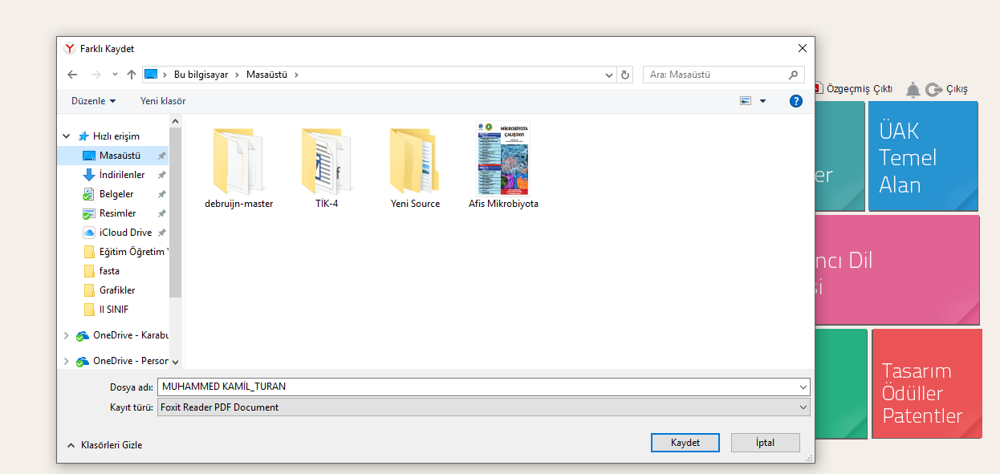 Farklı Kaydet
Bu bilgisayar > Masaüstü >
Ara: Masaüstü
Özgeçmiş Çıktı
Çıkış
Düzenle
Yeni klasör
Hızlı erişim
Masaüstü
İndirilenler
Belgeler
Resimler
iCloud Drive
Eğitim Öğretim
fasta
Grafikler
II SINIF
OneDrive - Karabu
OneDrive - Person
MİKROBİYOTA
ÇALIŞTAYI
debruijn-master
TİK-4
Yeni Source
Afis Mikrobiyota
er
ÜAK
Temel
Alan
ncı Dil
si
Tasarım
Ödüller
Patentler
Dosya adı: MUHAMMED KAMİL_TURAN
Kayıt türü: Foxit Reader PDF Document
Klasörleri Gizle
Kaydet
İptal